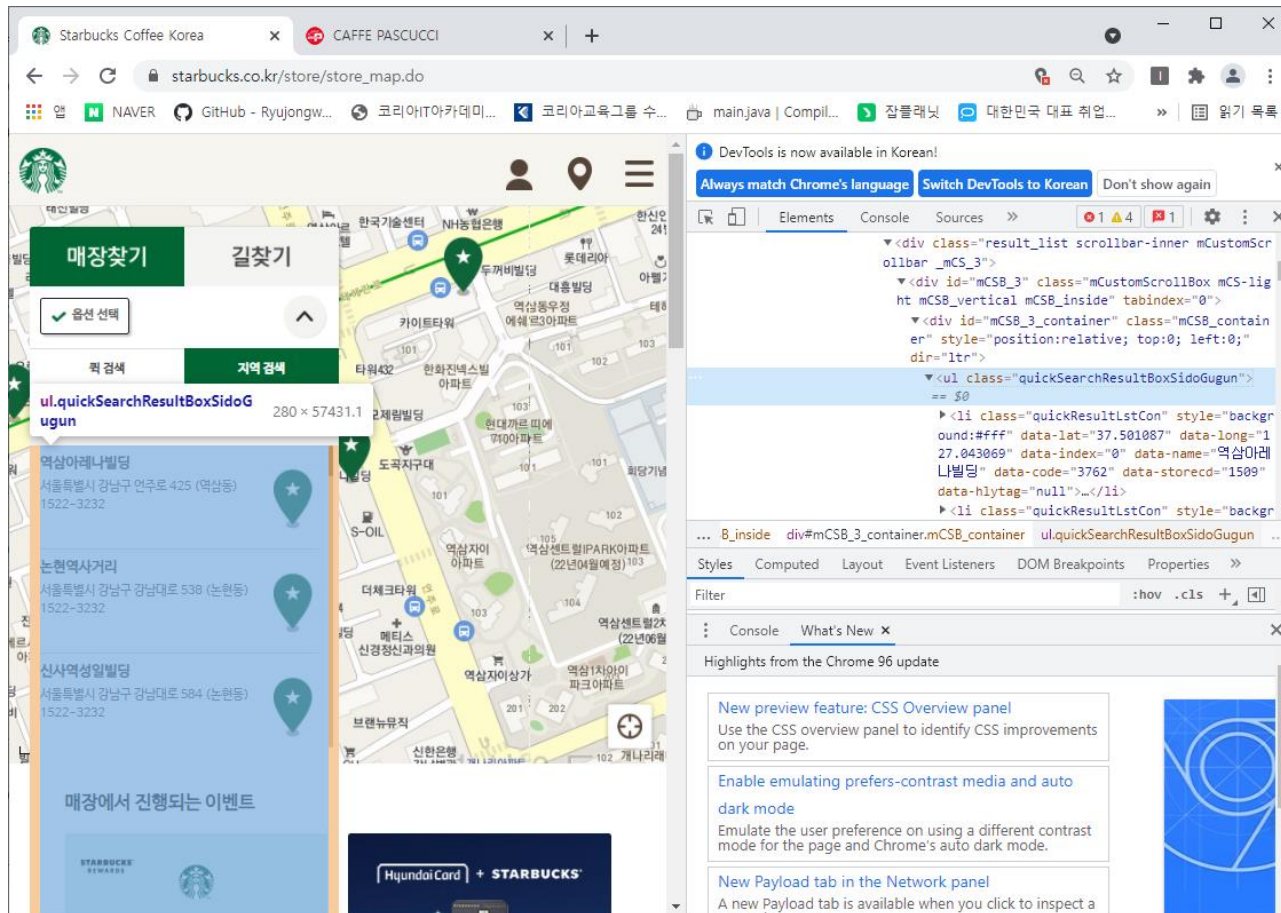 Starbucks Coffee Korea
CAFFE PASCUCCI
starbucks.co.kr/store/store_map.do
앱
NAVER
GitHub - Ryujongw...
코리아IT아카데미...
코리아교육그룹 수...
main.java | Compil...
잡플래닛
대한민국 대표 취업...
»
읽기 목록
매장찾기
길찾기
옵션 선택
퀵 검색
지역 검색
ul.quickSearchResultBoxSidoG
ugun
280 × 57431.1
역삼아레나빌딩
서울특별시 강남구 언주로 425 (역삼동)
1522-3232
논현역사거리
서울특별시 강남구 강남대로 538 (논현동)
1522-3232
신사역성일빌딩
서울특별시 강남구 강남대로 584 (논현동)
1522-3232
매장에서 진행되는 이벤트
STARBUCKS
REWARDS
한국기술센터
NH농협은행
롯데리아
두꺼비빌딩
대흥빌딩
역삼동우정
에쉐르3아파트
카이트타워
101
101
103
102
타워432
한화진넥스빌
아파트
103
도곡지구대
101
101
101
102
S-OIL
105
역삼자이
아파트
역삼센트럴IPARK아파트
(22년04월예정)
103
더체크타워
103
104
메티스
신경정신과의원
역삼자이상가
역삼1차아이
파크아파트
201
202
브랜뉴뮤직
신한은행
102
HyundaiCard + STARBUCKS
DevTools is now available in Korean!
Always match Chrome's language
Switch DevTools to Korean
Don't show again
Elements
Console
Sources
»
1
4
1
▼<div class="result_list scrollbar-inner mCustomScr
ollbar _mCS_3">
▼<div id="mCSB_3" class="mCustomScrollBox mCS-lig
ht mCSB_vertical mCSB_inside" tabindex="0">
▼<div id="mCSB_3_container" class="mCSB_contain
er" style="position:relative; top:0; left:0;"
dir="ltr">
▼<ul class="quickSearchResultBoxSidoGugun">
== $0
▶<li class="quickResultLstCon" style="backgr
ound:#fff" data-lat="37.501087" data-long="1
27.043069" data-index="0" data-name="역삼아레
나빌딩" data-code="3762" data-storecd="1509"
data-hlytag="null">…</li>
▶<li class="quickResultLstCon" style="backgr
... B_inside
div#mCSB_3_container.mCSB_container
ul.quickSearchResultBoxSidoGugun
Styles
Computed
Layout
Event Listeners
DOM Breakpoints
Properties
»
Filter
:hov
.cls
Console
What's New
Highlights from the Chrome 96 update
New preview feature: CSS Overview panel
Use the CSS overview panel to identify CSS improvements
on your page.
Enable emulating prefers-contrast media and auto
dark mode
Emulate the user preference on using a different contrast
mode for the page and Chrome's auto dark mode.
New Payload tab in the Network panel
A new Payload tab is available when you click to inspect a